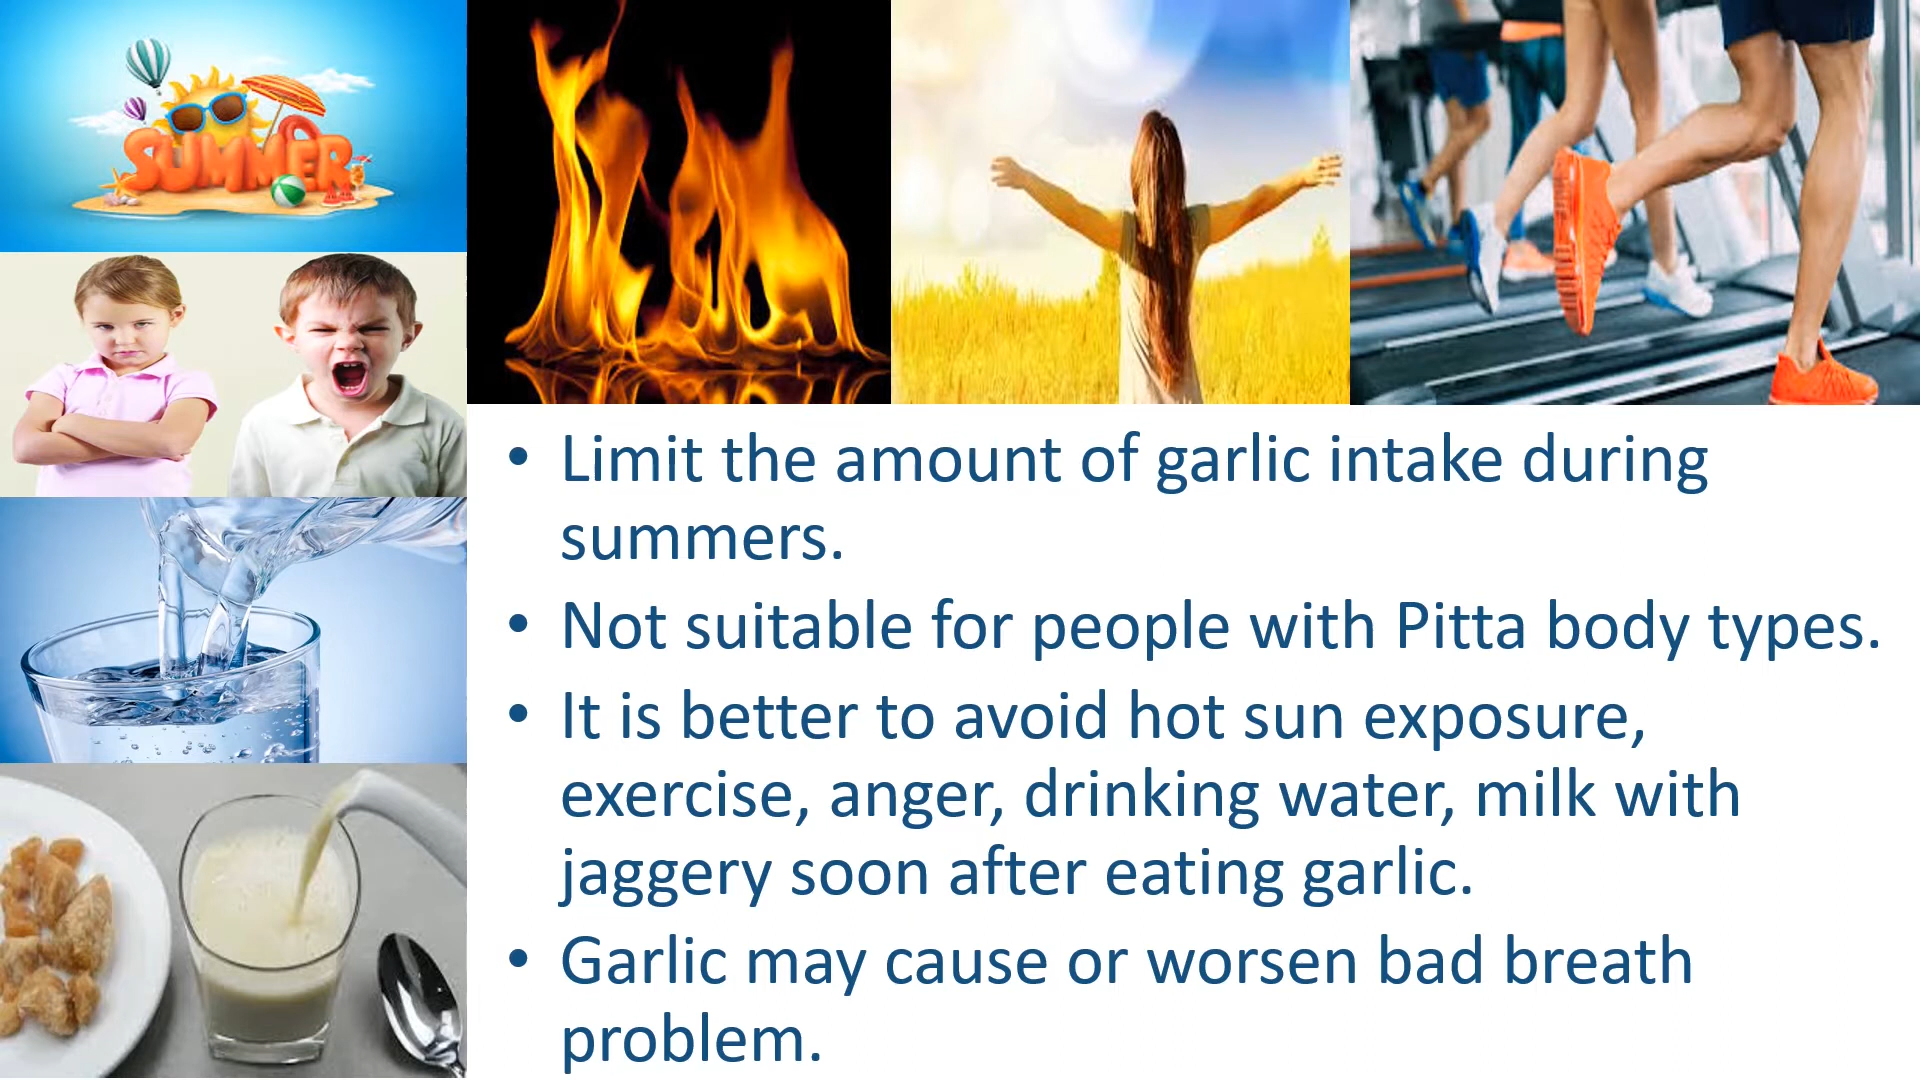 SUMMER
• Limit the amount of garlic intake during
summers.
• Not suitable for people with Pitta body types.
• It is better to avoid hot sun exposure,
exercise, anger, drinking water, milk with
jaggery soon after eating garlic.
• Garlic may cause or worsen bad breath
problem.